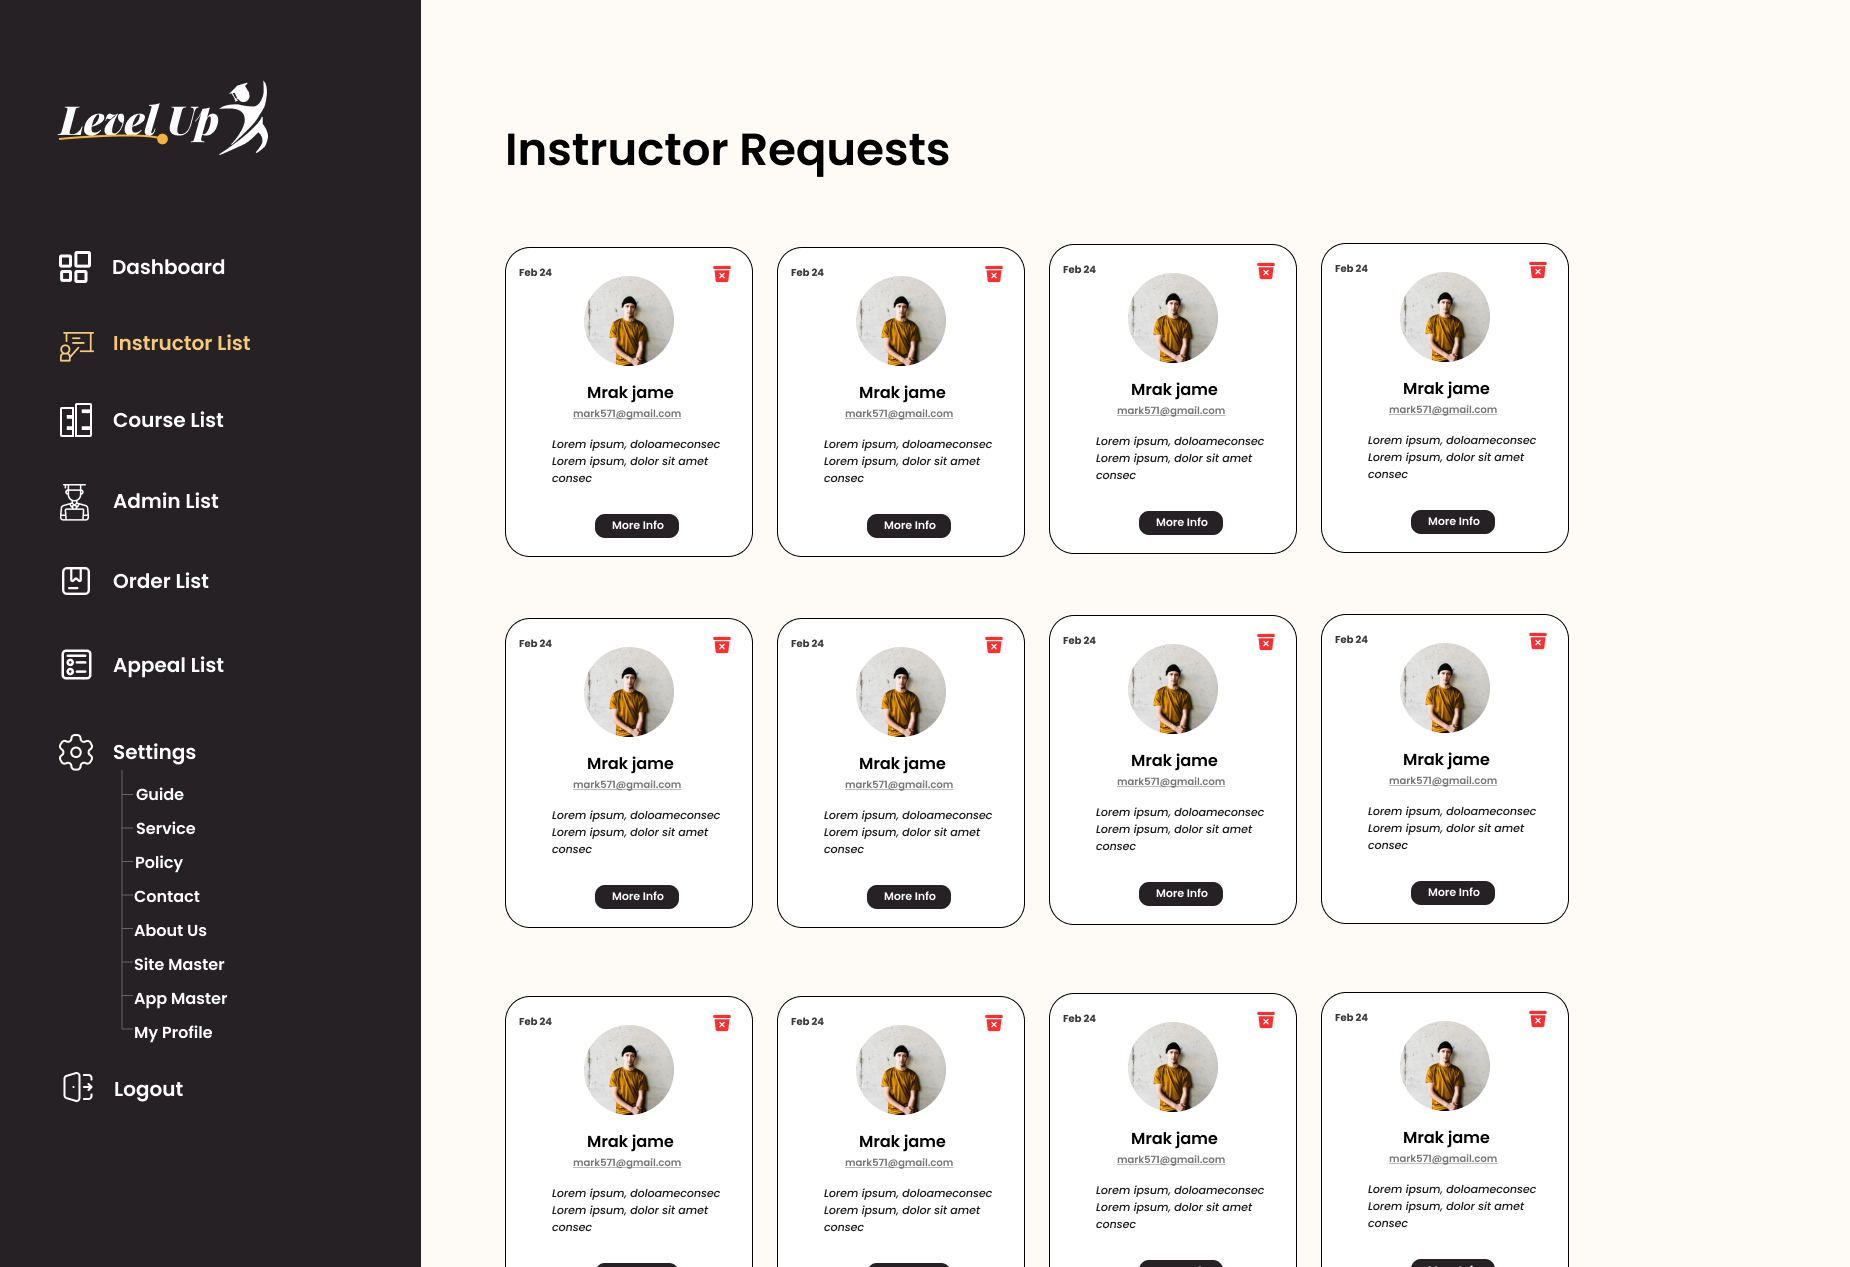 Level Up
Dashboard
Instructor List
Course List
Admin List
Order List
Appeal List
Settings
Guide
Service
Policy
Contact
About Us
Site Master
App Master
My Profile
Logout
Instructor Requests
Feb 24
Mrak jame
mark571@gmail.com
Lorem ipsum, doloameconsec
Lorem ipsum, dolor sit amet
consec
More Info
Feb 24
Mrak jame
mark571@gmail.com
Lorem ipsum, doloameconsec
Lorem ipsum, dolor sit amet
consec
More Info
Feb 24
Mrak jame
mark571@gmail.com
Lorem ipsum, doloameconsec
Lorem ipsum, dolor sit amet
consec
More Info
Feb 24
Mrak jame
mark571@gmail.com
Lorem ipsum, doloameconsec
Lorem ipsum, dolor sit amet
consec
More Info
Feb 24
Mrak jame
mark571@gmail.com
Lorem ipsum, doloameconsec
Lorem ipsum, dolor sit amet
consec
More Info
Feb 24
Mrak jame
mark571@gmail.com
Lorem ipsum, doloameconsec
Lorem ipsum, dolor sit amet
consec
More Info
Feb 24
Mrak jame
mark571@gmail.com
Lorem ipsum, doloameconsec
Lorem ipsum, dolor sit amet
consec
More Info
Feb 24
Mrak jame
mark571@gmail.com
Lorem ipsum, doloameconsec
Lorem ipsum, dolor sit amet
consec
More Info
Feb 24
Mrak jame
mark571@gmail.com
Lorem ipsum, doloameconsec
Lorem ipsum, dolor sit amet
consec
Feb 24
Mrak jame
mark571@gmail.com
Lorem ipsum, doloameconsec
Lorem ipsum, dolor sit amet
consec
Feb 24
Mrak jame
mark571@gmail.com
Lorem ipsum, doloameconsec
Lorem ipsum, dolor sit amet
consec
Feb 24
Mrak jame
mark571@gmail.com
Lorem ipsum, doloameconsec
Lorem ipsum, dolor sit amet
consec